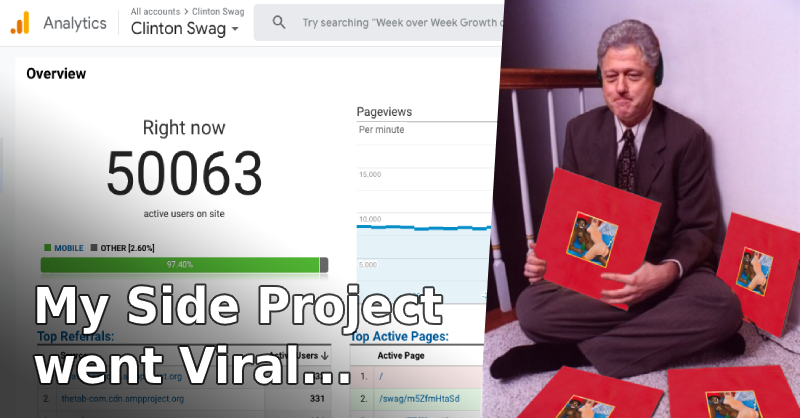 Analytics
All accounts > Clinton Swag
Clinton Swag
Try searching "Week over Week Growth
Overview
Right now
50063
active users on site
MOBILE OTHER [2.60%]
97.40%
Pageviews
Per minute
15,000
10,000
5,000
My Side Project
went Viral...
Top Referrals:
Users
2. thetab-com.cdn.ampproject.org 331
Top Active Pages:
Active Page
1. /
2. /swag/m5ZfmHtaSd